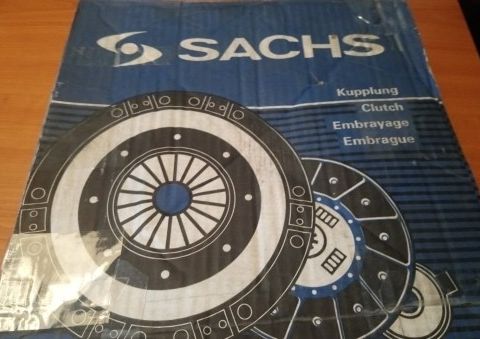 SACHS
Kupplung
Clutch
Embrayage
Embrague